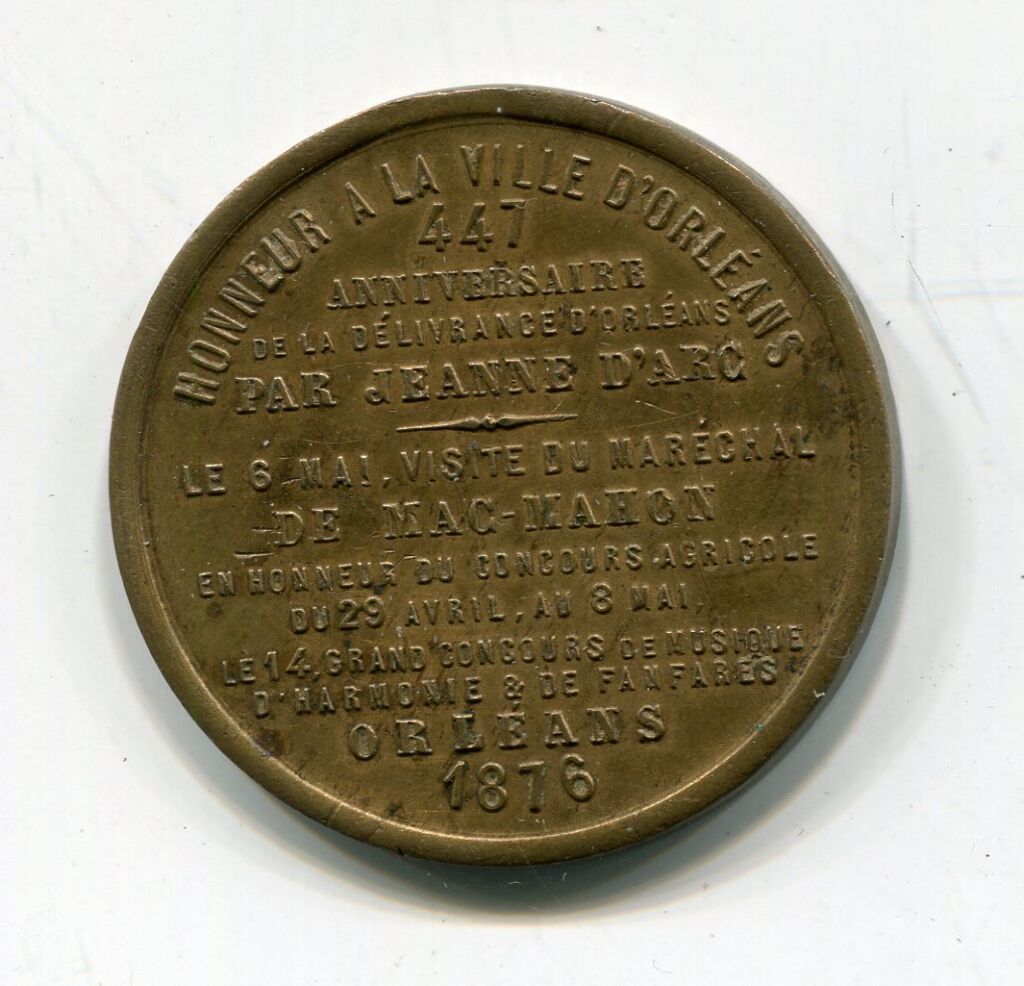 HONNEUR A LA VILLE D'ORLÉANS
447
ANNIVERSAIRE
DE LA DÉLIVRANCE D'ORLÉANS
PAR JEANNE D'ARC
LE 6 MAI, VISITE DU MARÉCHAL
DE MAC-MAHON
EN HONNEUR DU CONCOURS AGRICOLE
DU 29 AVRIL, AU 8 MAI,
LE 14, GRAND CONCOURS DE MUSIQUE
D'HARMONIE & DE FANFARES
ORLÉANS
1876